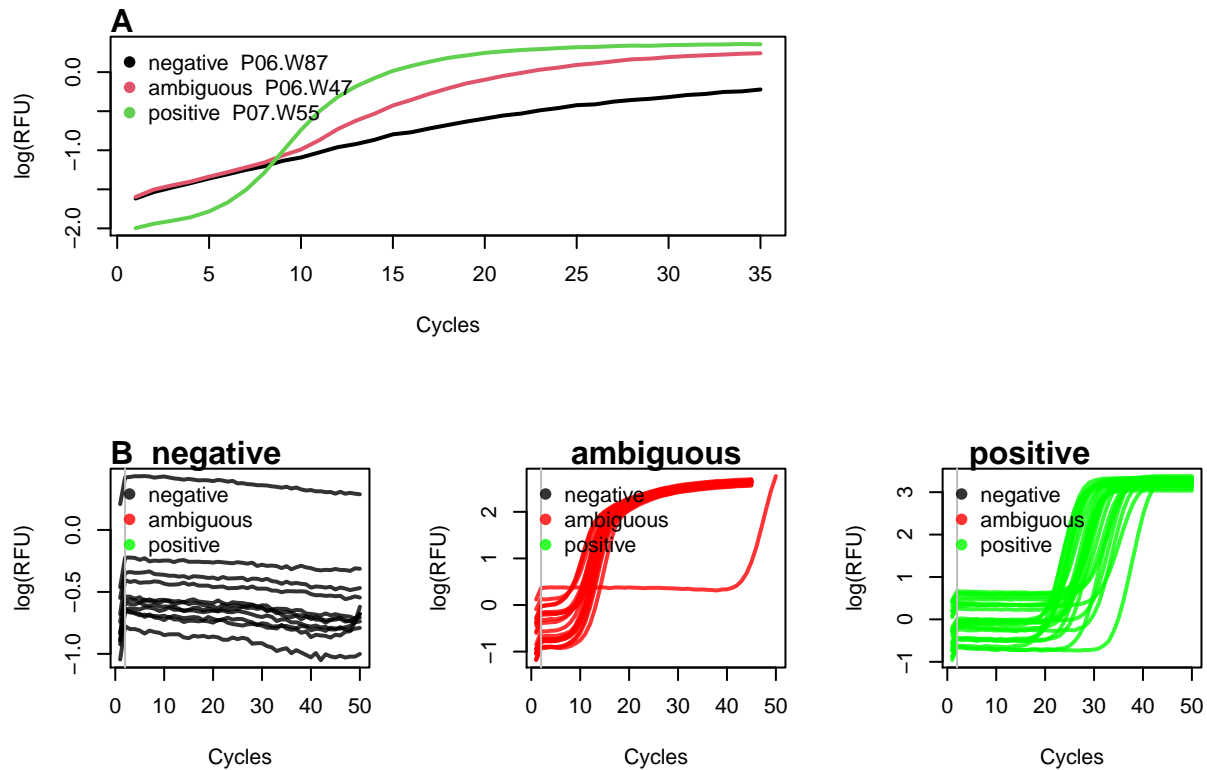 A
negative P06.W87
ambiguous P06.W47
positive P07.W55
log(RFU)
0.0
−1.0
−2.0
0 5 10 15 20 25 30 35
Cycles
B negative
negative
ambiguous
positive
log(RFU)
0.0
−0.5
−1.0
0 10 20 30 40 50
Cycles
ambiguous
negative
ambiguous
positive
log(RFU)
2
1
0
−1
0 10 20 30 40 50
Cycles
positive
negative
ambiguous
positive
log(RFU)
3
2
1
0
−1
0 10 20 30 40 50
Cycles